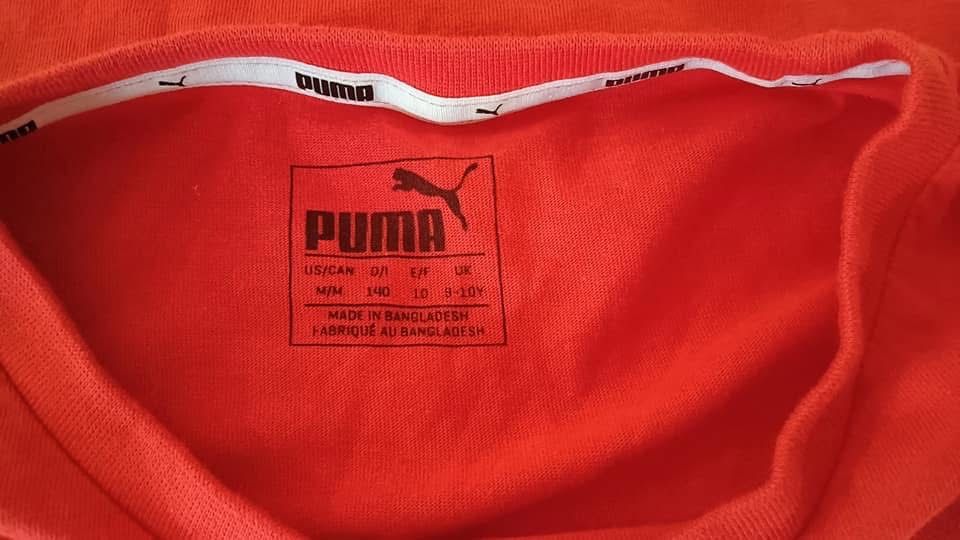 PUMA
PUMA
PUMA
US/CAN D/I E/F UK
M/M 140 10 9-10Y
MADE IN BANGLADESH
FABRIQUÉ AU BANGLADESH